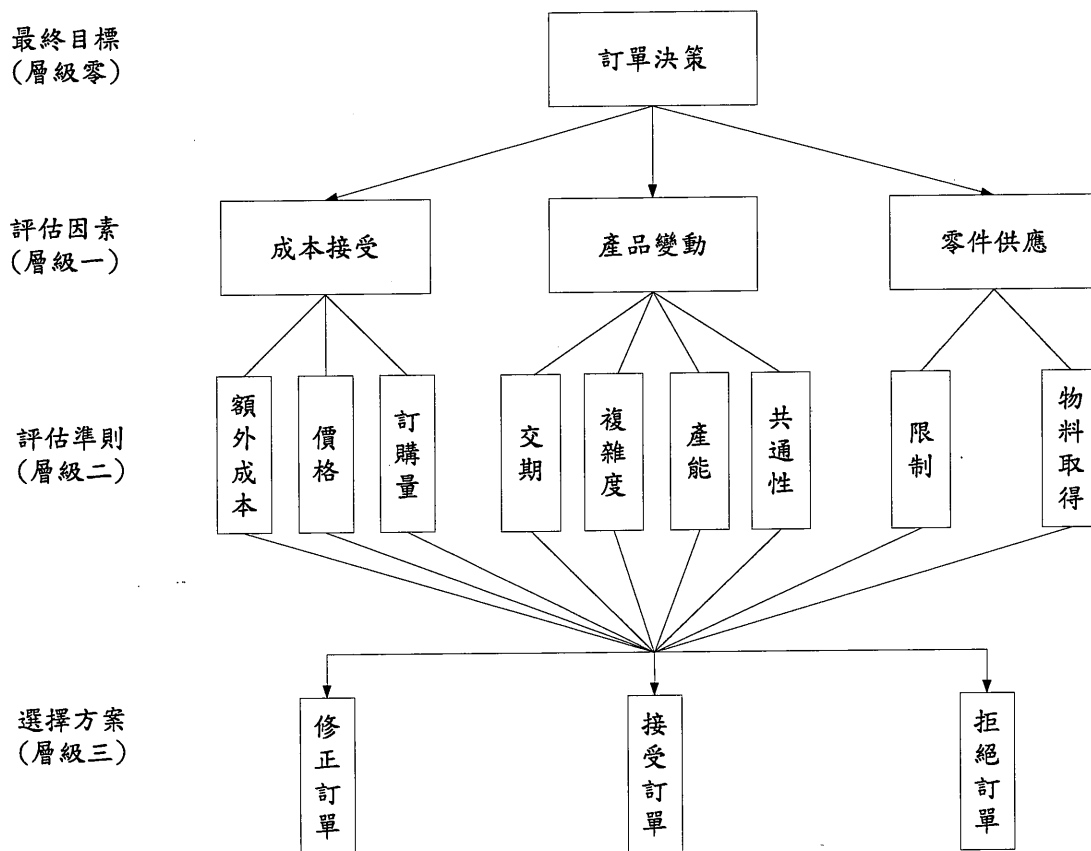 最終目標
(層級零)
訂單決策
評估因素
(層級一)
成本接受
產品變動
零件供應
評估準則
(層級二)
額外成本
價格
訂購量
交期
複雜度
產能
共通性
限制
物料取得
選擇方案
(層級三)
修正訂單
接受訂單
拒絕訂單